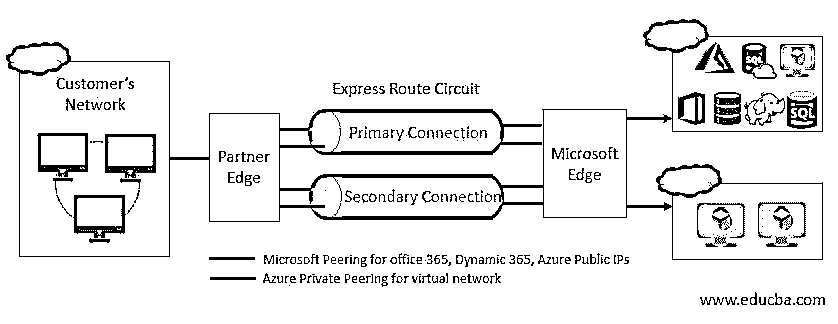 Customer's
Network
Partner
Edge
Express Route Circuit
Primary Connection
Secondary Connection
Microsoft
Edge
SQL
SQL
Microsoft Peering for office 365, Dynamic 365, Azure Public IPs
Azure Private Peering for virtual network
www.educba.com